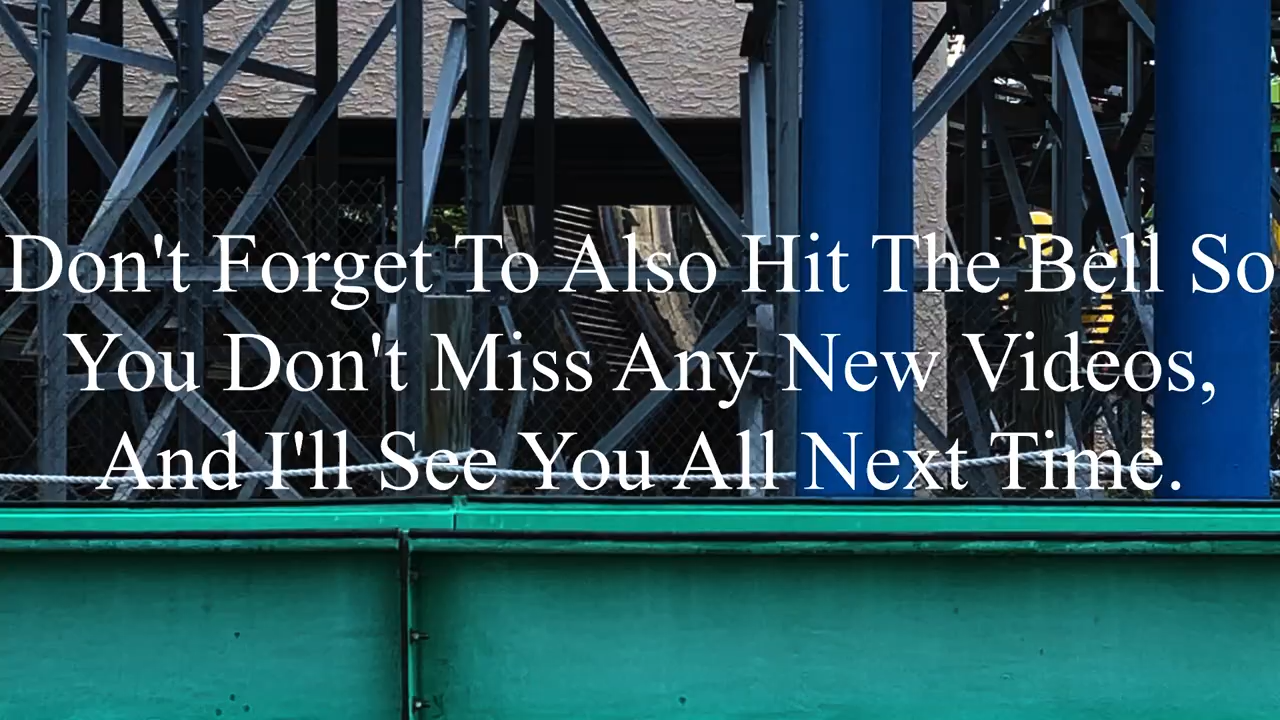 Don't Forget To Also Hit The Bell So
You Don't Miss Any New Videos,
And I'll See You All Next Time.